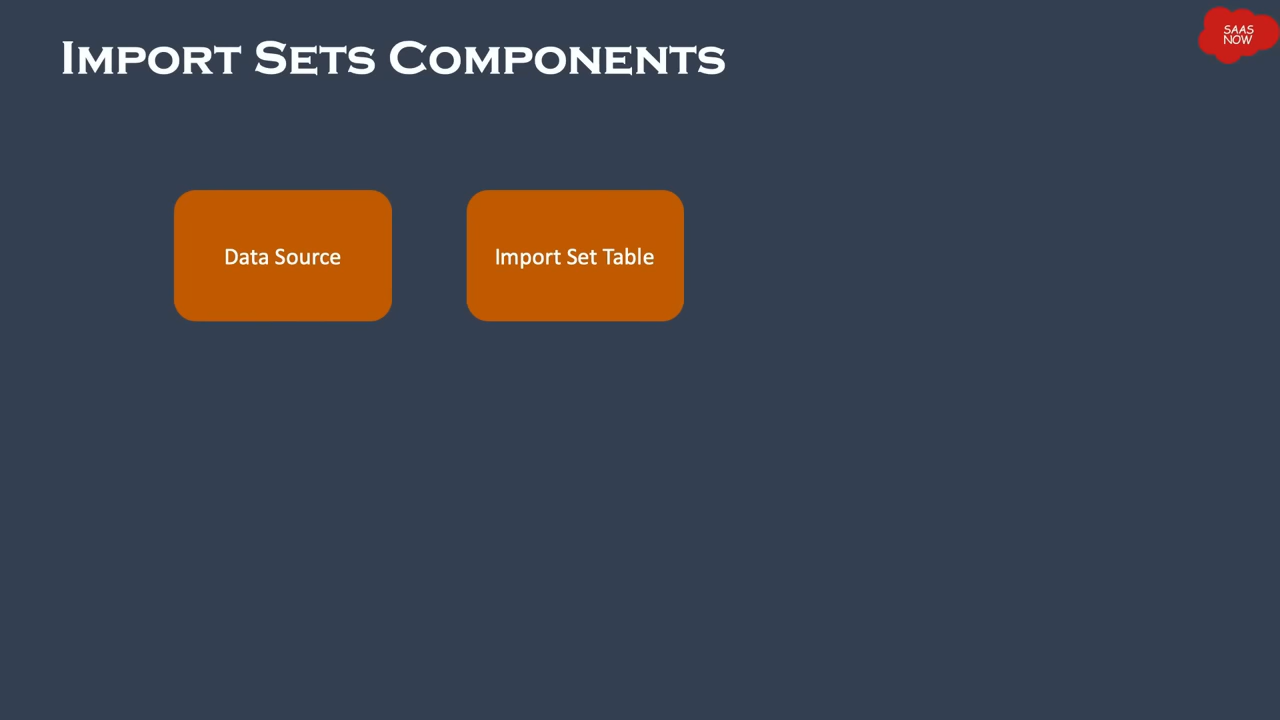 Import Sets Components
SAAS
NOW
Data Source
Import Set Table